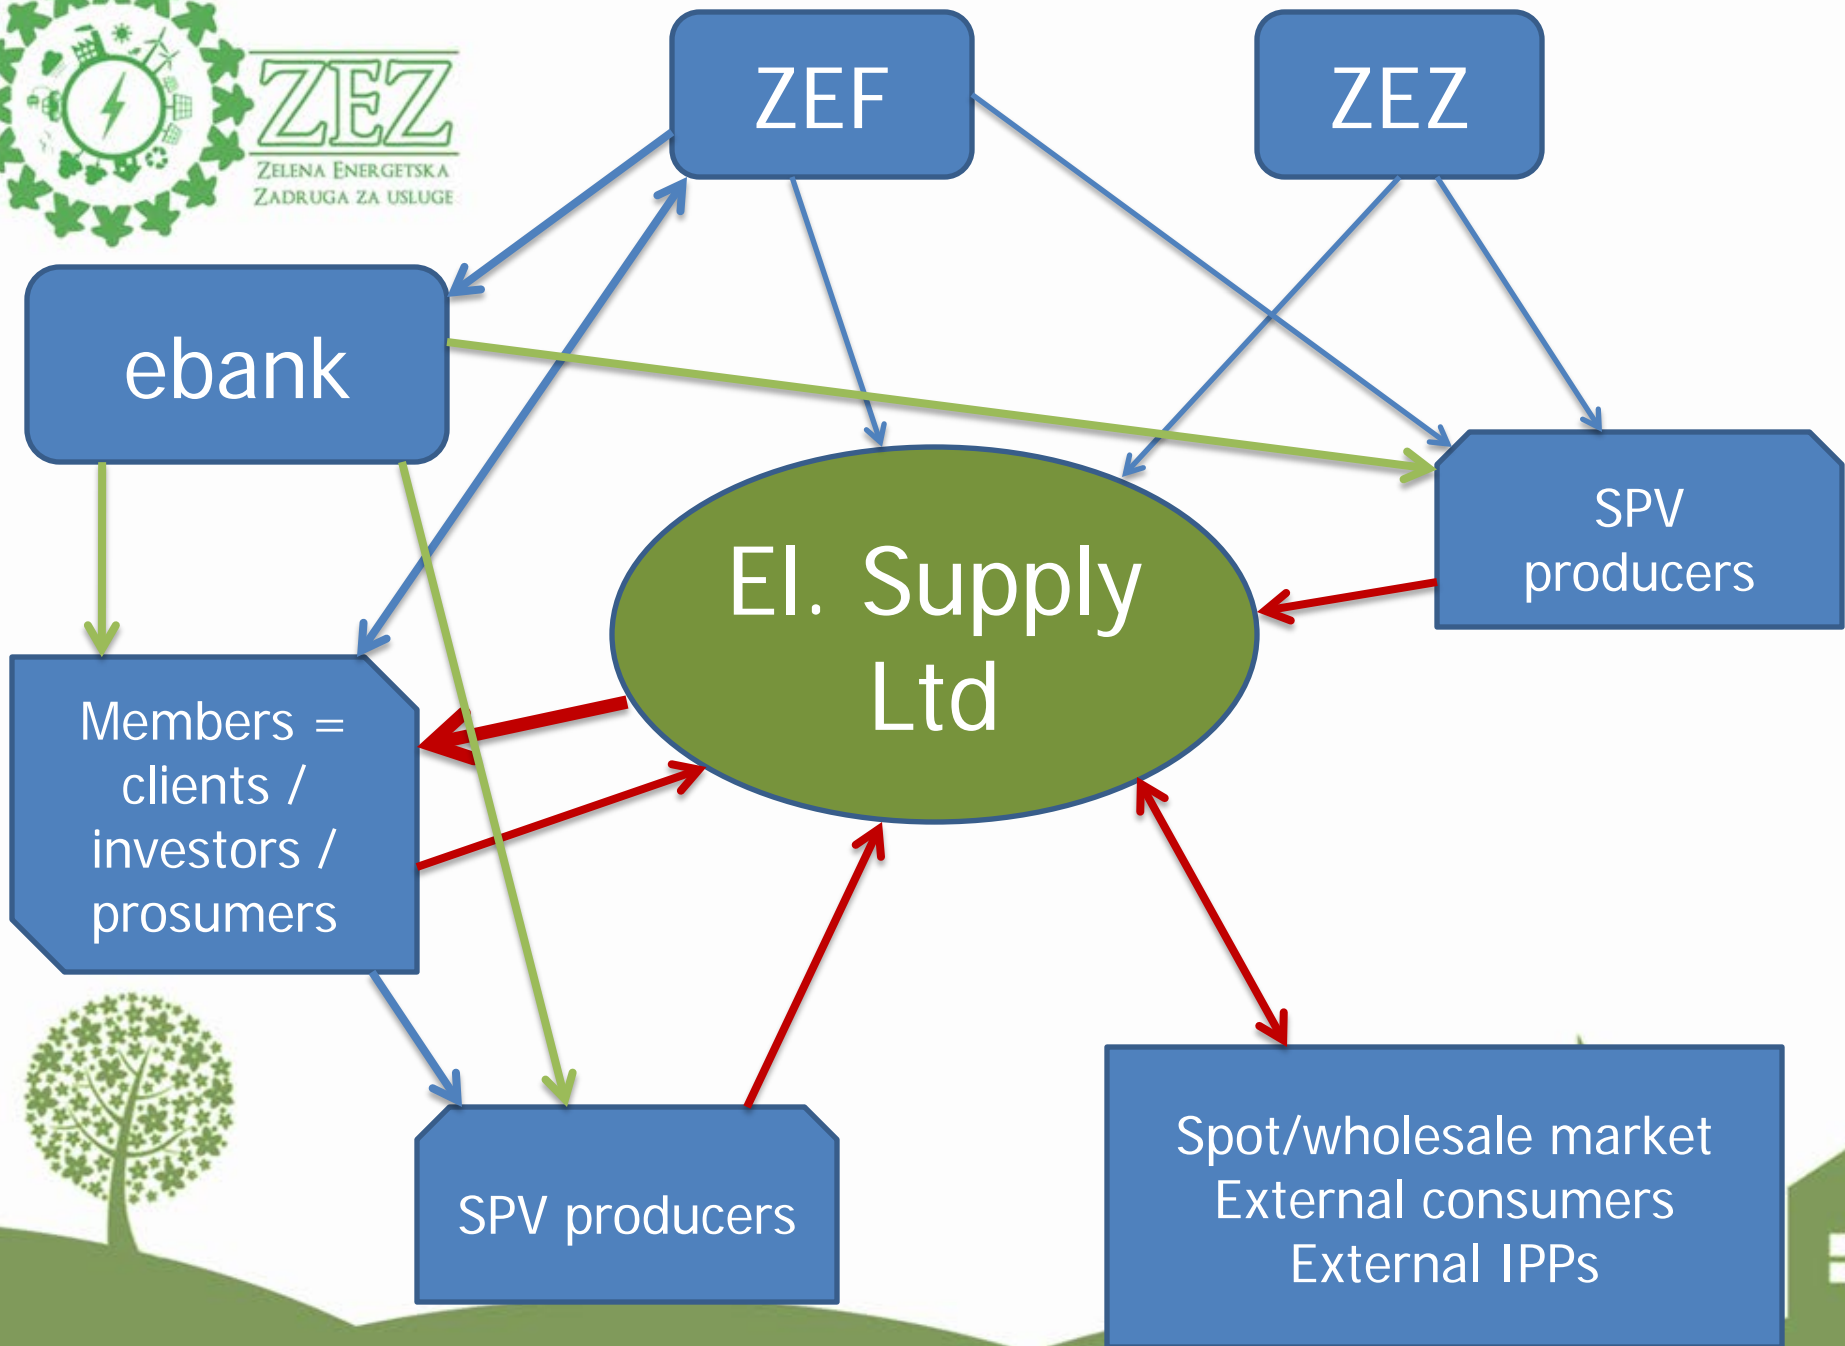 ZEZ
ZELENA ENERGETSKA
ZADRUGA ZA USLUGE
ZEF
ZEZ
ebank
El. Supply
Ltd
SPV
producers
Members =
clients /
investors /
prosumers
SPV producers
Spot/wholesale market
External consumers
External IPPs